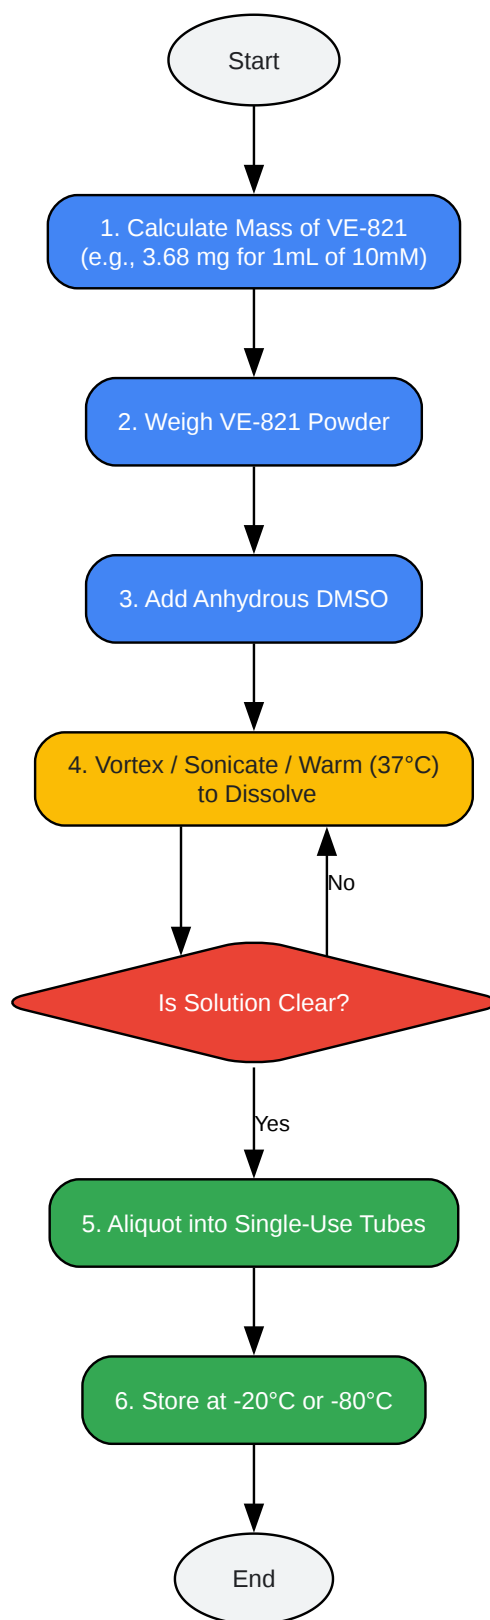 Start
1. Calculate Mass of VE-821
(e.g., 3.68 mg for 1mL of 10mM)
2. Weigh VE-821 Powder
3. Add Anhydrous DMSO
4. Vortex / Sonicate / Warm (37°C)
to Dissolve
No
Is Solution Clear?
Yes
5. Aliquot into Single-Use Tubes
6. Store at -20°C or -80°C
End